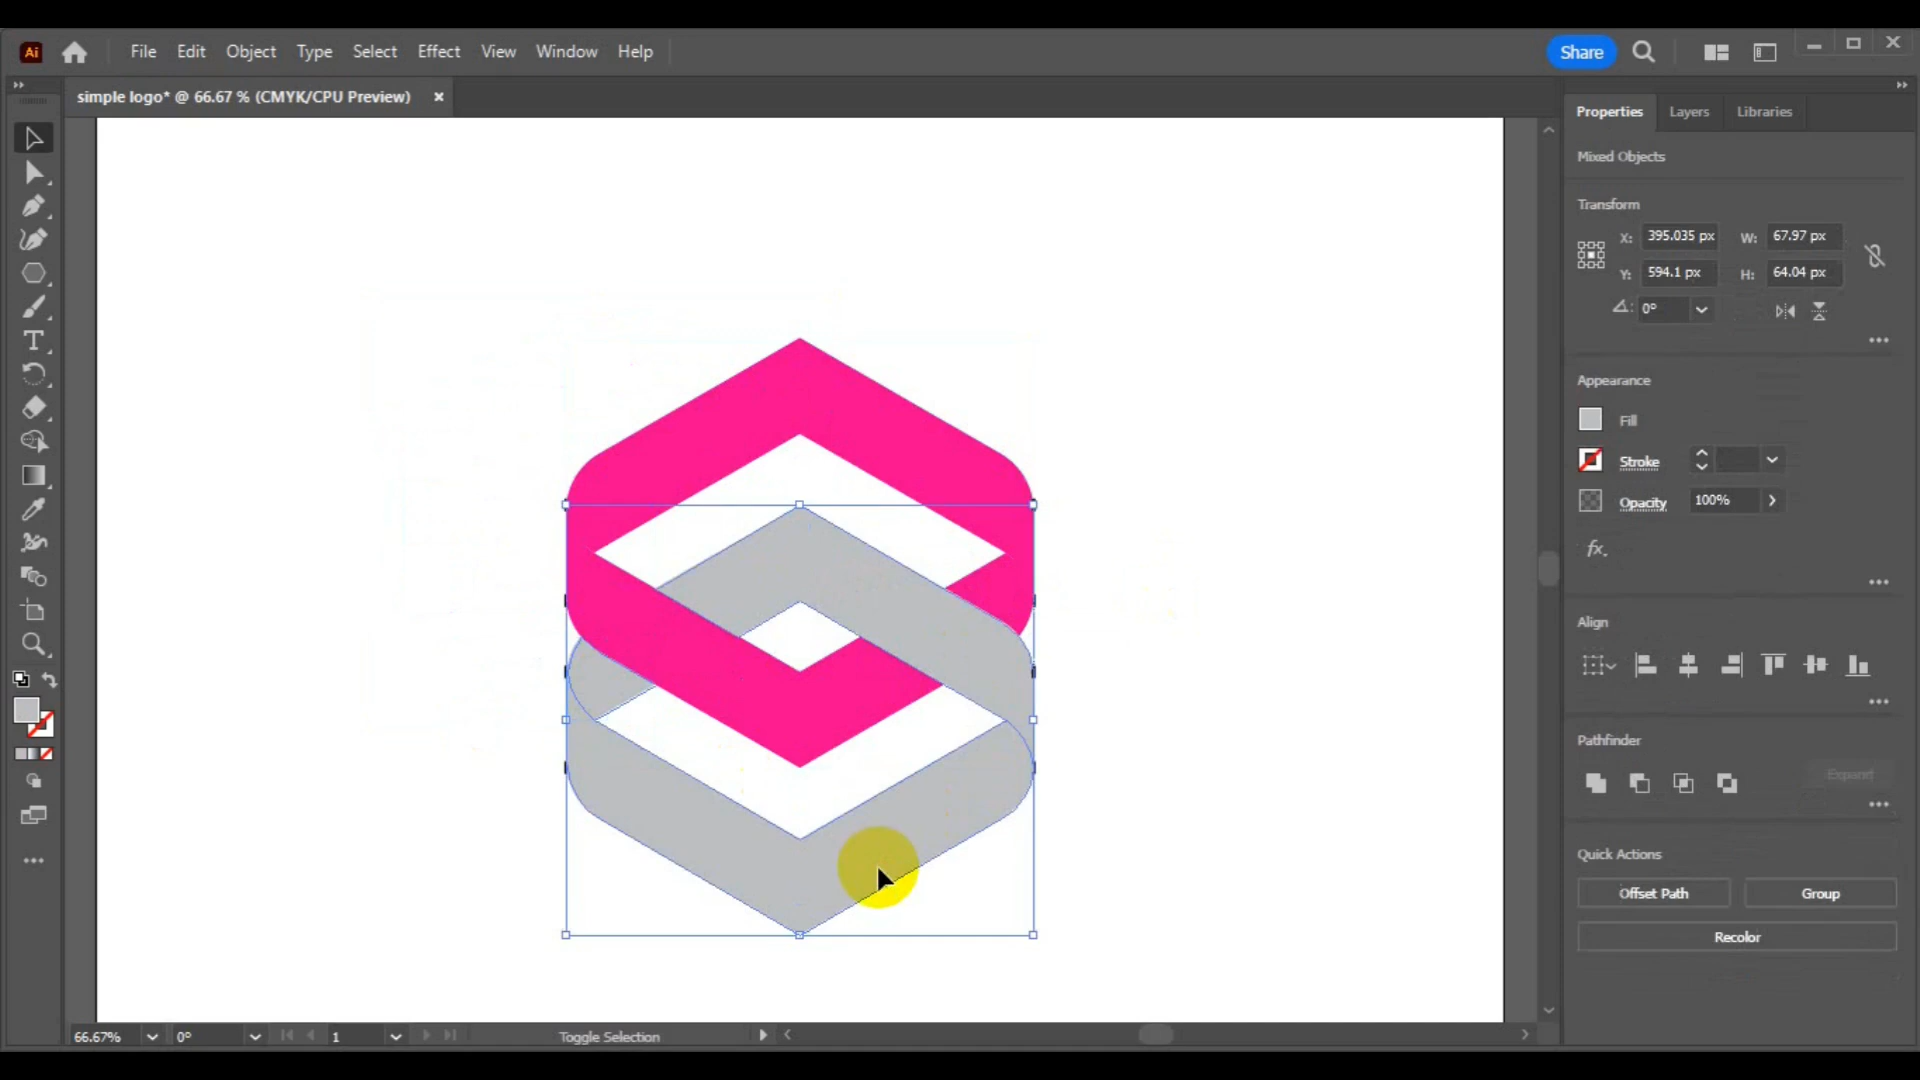 Ai File Edit Object Type Select Effect View Window Help Share
simple logo* @ 66.67 % (CMYK/CPU Preview) ×
Properties Layers Libraries
Mixed Objects
Transform
X: 395.035 px W: 67.97 px
Y: 594.1 px H: 64.04 px
0°
Appearance
Fill
Stroke
Opacity 100%
fx.
Align
Pathfinder
Expand
Quick Actions
Offset Path Group
Recolor
66.67% 0° 1 Toggle Selection